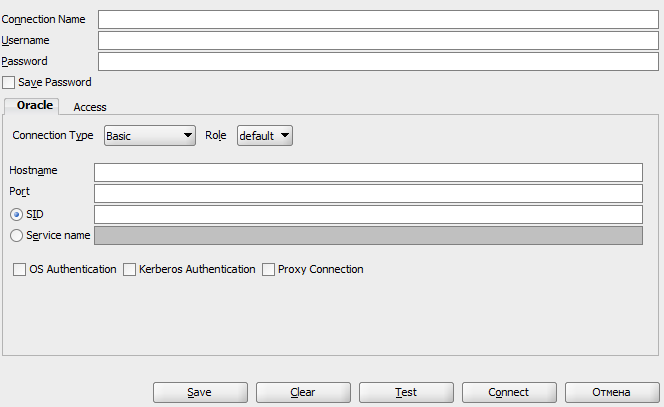 Connection Name
Username
Password
Save Password
Oracle Access
Connection Type Basic Role default
Hostname
Port
SID
Service name
OS Authentication Kerberos Authentication Proxy Connection
Save Clear Test Connect Отмена